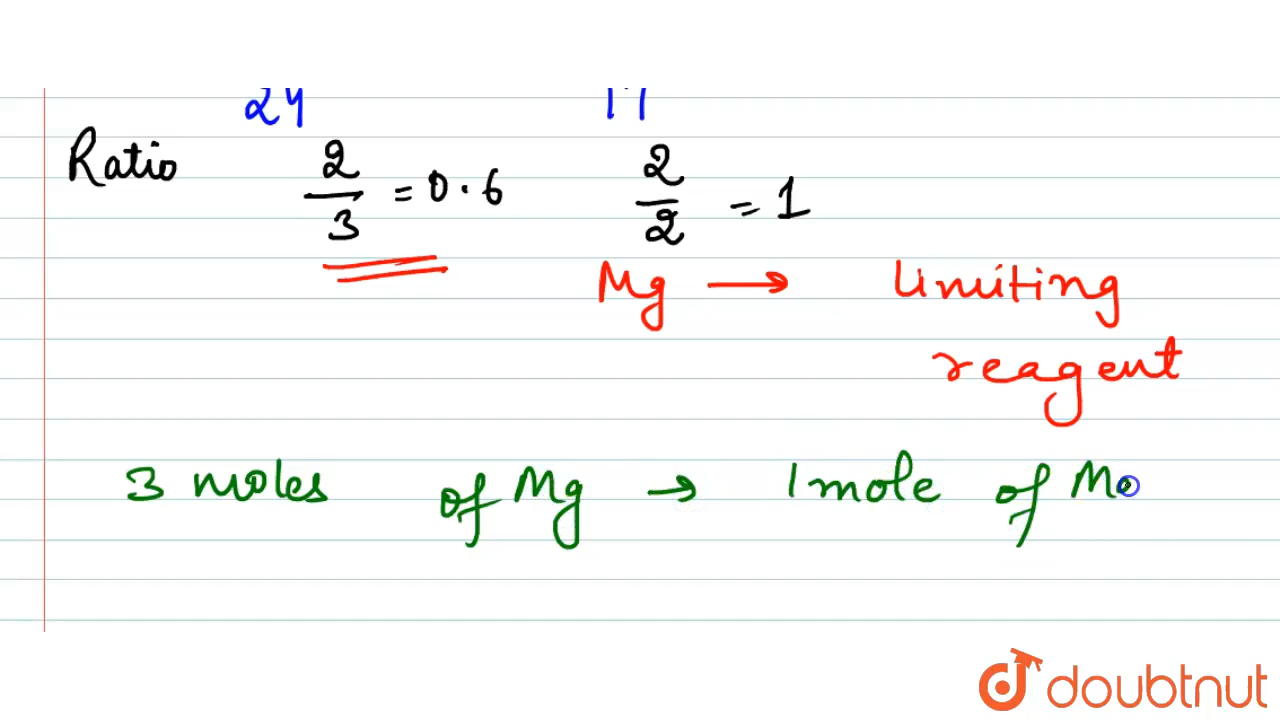 24 17
Ratio 2/3 = 0.6 2/2 = 1
Mg → limiting
reagent
3 moles of Mg → 1 mole of
doubtnut